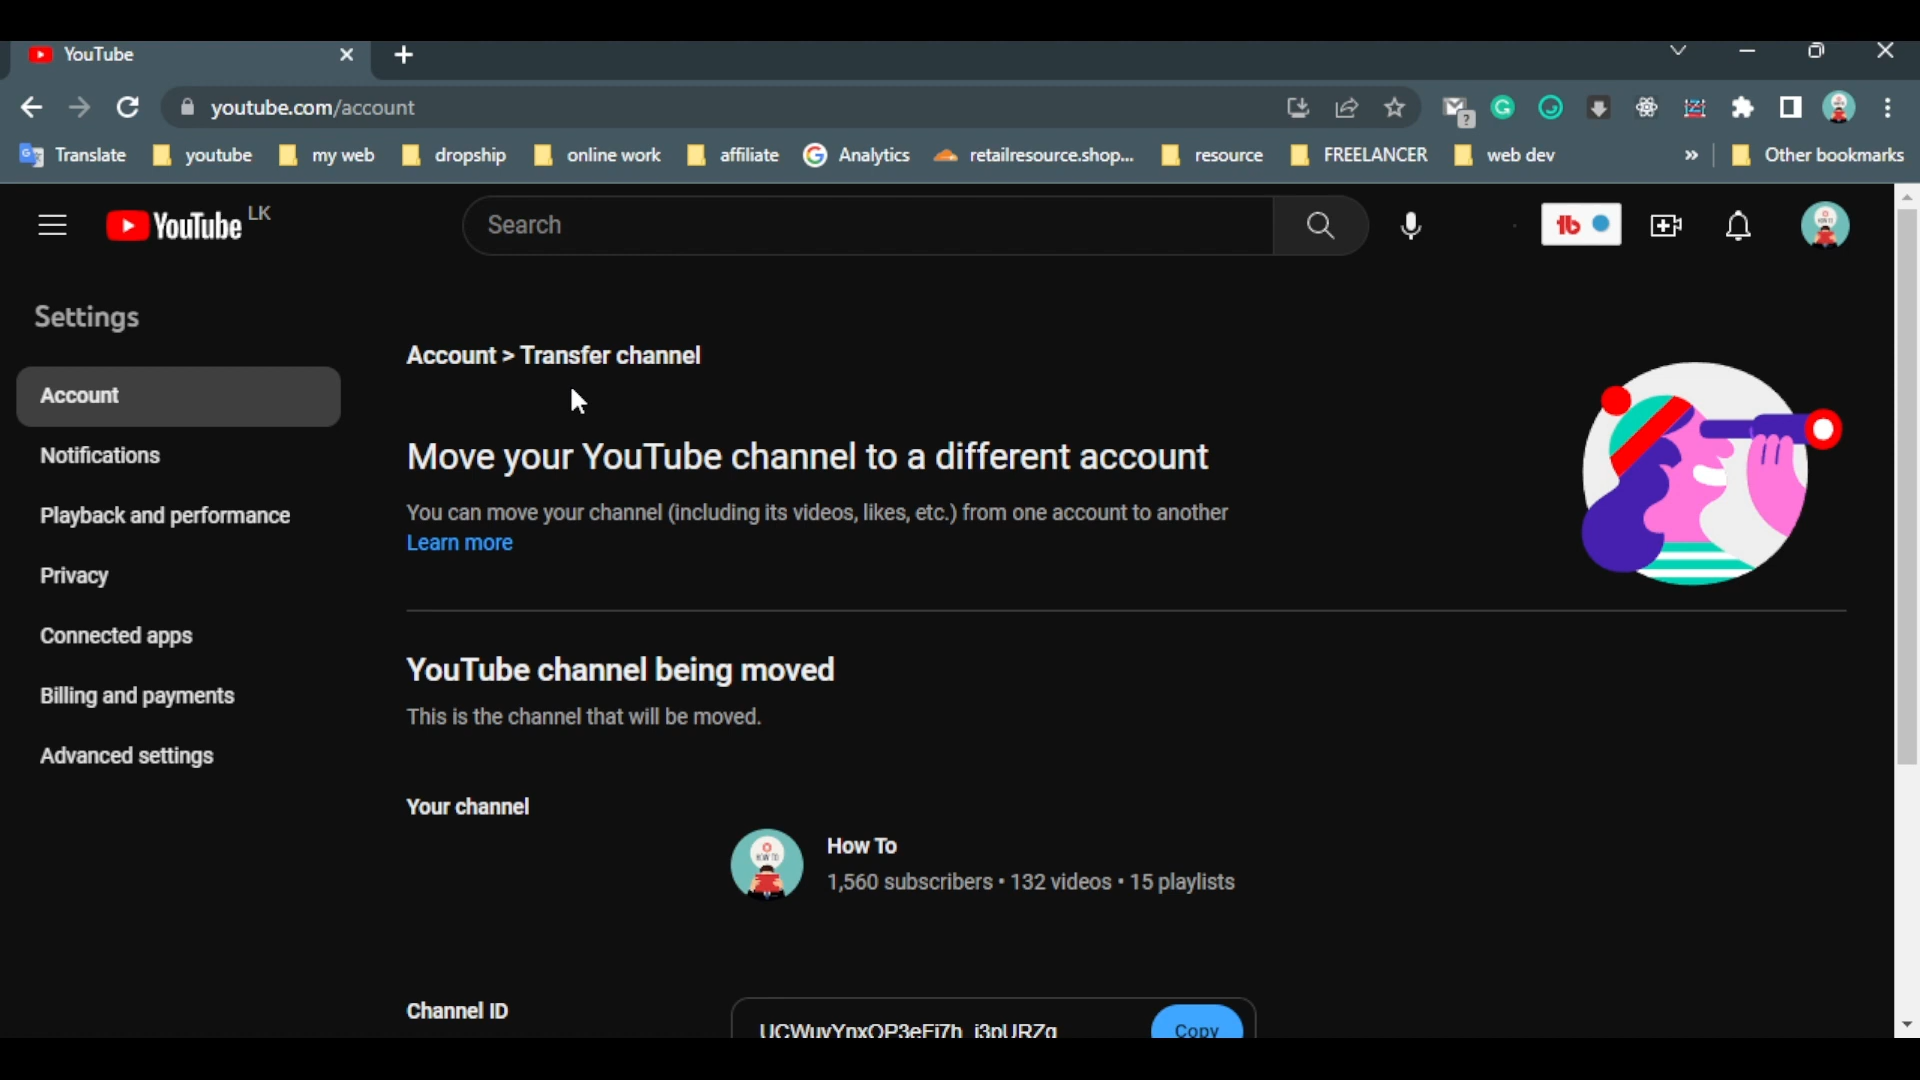 YouTube
youtube.com/account
?
Translate youtube my web dropship online work affiliate Analytics retailresource.shop... resource FREELANCER web dev » Other bookmarks
YouTube LK
Search
tb
Settings
Account > Transfer channel
Account
Notifications
Playback and performance
Privacy
Connected apps
Billing and payments
Advanced settings
Move your YouTube channel to a different account
You can move your channel (including its videos, likes, etc.) from one account to another
Learn more
YouTube channel being moved
This is the channel that will be moved.
Your channel
HOW TO
How To
1,560 subscribers • 132 videos • 15 playlists
Channel ID
Copy